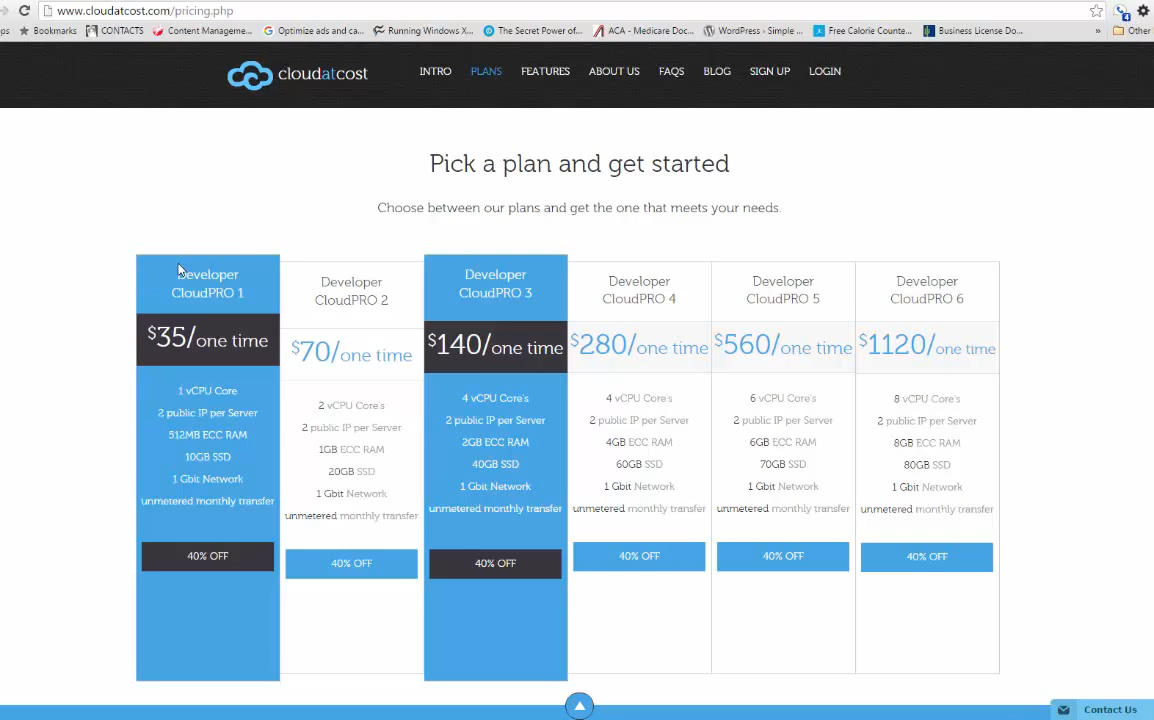 www.cloudatcost.com/pricing.php
ps Bookmarks CONTACTS Content Manageme... Optimize ads and ca... Running Windows X... The Secret Power of... ACA - Medicare Doc... WordPress › Simple ... Free Calorie Counte... Business License Do... » Other
4
cloudatcost INTRO PLANS FEATURES ABOUT US FAQS BLOG SIGN UP LOGIN
Pick a plan and get started
Choose between our plans and get the one that meets your needs.
Developer
CloudPRO 1
$35/one time
1 vCPU Core
2 public IP per Server
512MB ECC RAM
10GB SSD
1 Gbit Network
unmetered monthly transfer
40% OFF
Developer
CloudPRO 2
$70/one time
2 vCPU Core's
2 public IP per Server
1GB ECC RAM
20GB SSD
1 Gbit Network
unmetered monthly transfer
40% OFF
Developer
CloudPRO 3
$140/one time
4 vCPU Core's
2 public IP per Server
2GB ECC RAM
40GB SSD
1 Gbit Network
unmetered monthly transfer
40% OFF
Developer
CloudPRO 4
$280/one time
4 vCPU Core's
2 public IP per Server
4GB ECC RAM
60GB SSD
1 Gbit Network
unmetered monthly transfer
40% OFF
Developer
CloudPRO 5
$560/one time
6 vCPU Core's
2 public IP per Server
6GB ECC RAM
70GB SSD
1 Gbit Network
unmetered monthly transfer
40% OFF
Developer
CloudPRO 6
$1120/one time
8 vCPU Core's
2 public IP per Server
8GB ECC RAM
80GB SSD
1 Gbit Network
unmetered monthly transfer
40% OFF
Contact Us